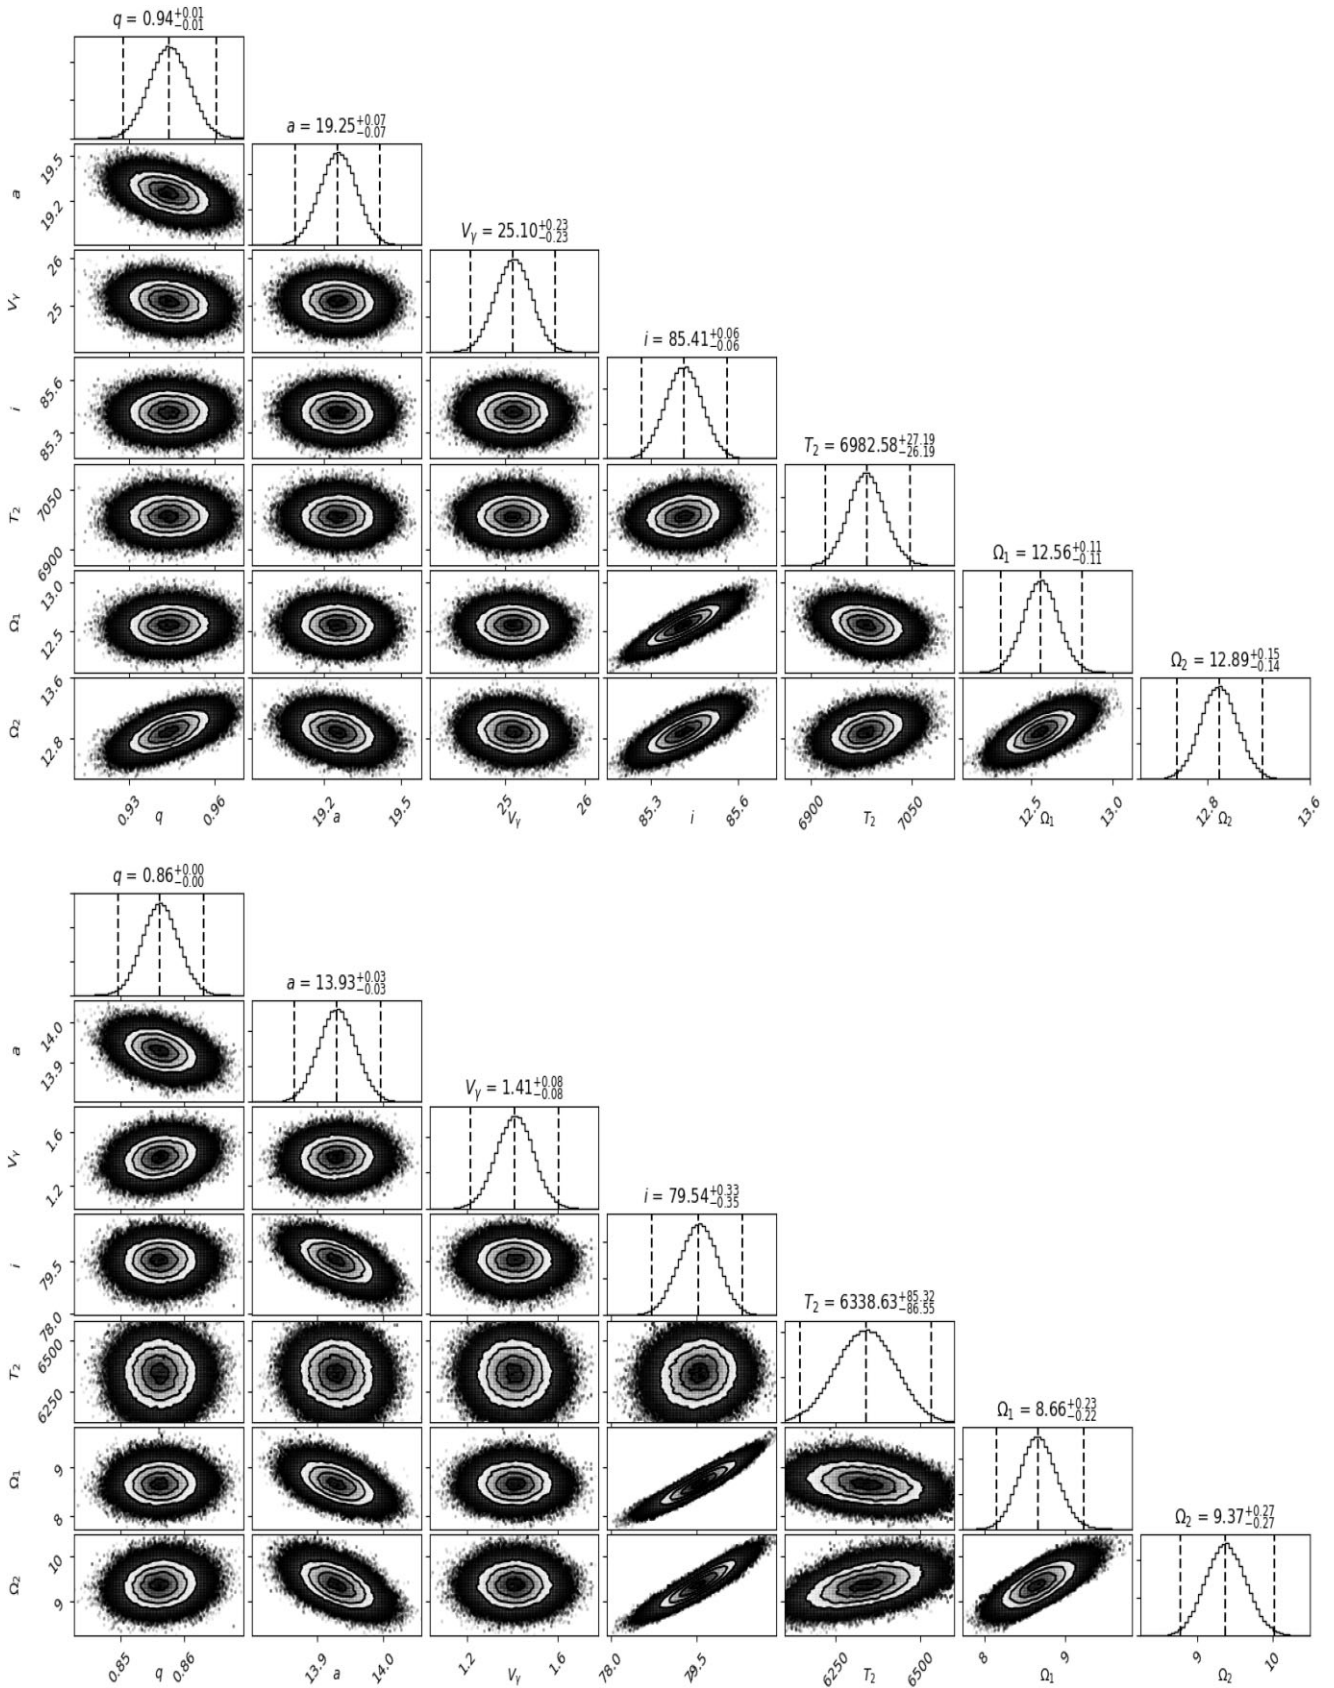 q = 0.94^{+0.01}_{-0.01}
a = 19.25^{+0.07}_{-0.07}
a 19.5 19.2
V_γ = 25.10^{+0.23}_{-0.23}
V_γ 26 25
i = 85.41^{+0.06}_{-0.06}
i 85.6 85.3
T_2 = 6982.58^{+27.19}_{-26.19}
T_2 7050 6900
Ω_1 = 12.56^{+0.11}_{-0.11}
Ω_1 13.0 12.5
Ω_2 = 12.89^{+0.15}_{-0.14}
Ω_2 13.6 12.8
0.93 0.96 19.2 19.5 25 26 85.3 85.6 6900 7050 12.5 13.0 12.8 13.6
q a V_γ i T_2 Ω_1 Ω_2
q = 0.86^{+0.00}_{-0.00}
a = 13.93^{+0.03}_{-0.03}
a 14.0 13.9
V_γ = 1.41^{+0.08}_{-0.08}
V_γ 1.6 1.2
i = 79.54^{+0.33}_{-0.35}
i 79.5 78.0
T_2 = 6338.63^{+85.32}_{-86.55}
T_2 6500 6250
Ω_1 = 8.66^{+0.23}_{-0.22}
Ω_1 9 8
Ω_2 = 9.37^{+0.27}_{-0.27}
Ω_2 10 9
0.85 0.86 13.9 14.0 1.2 1.6 78.0 79.5 6250 6500 8 9 9 10
q a V_γ i T_2 Ω_1 Ω_2